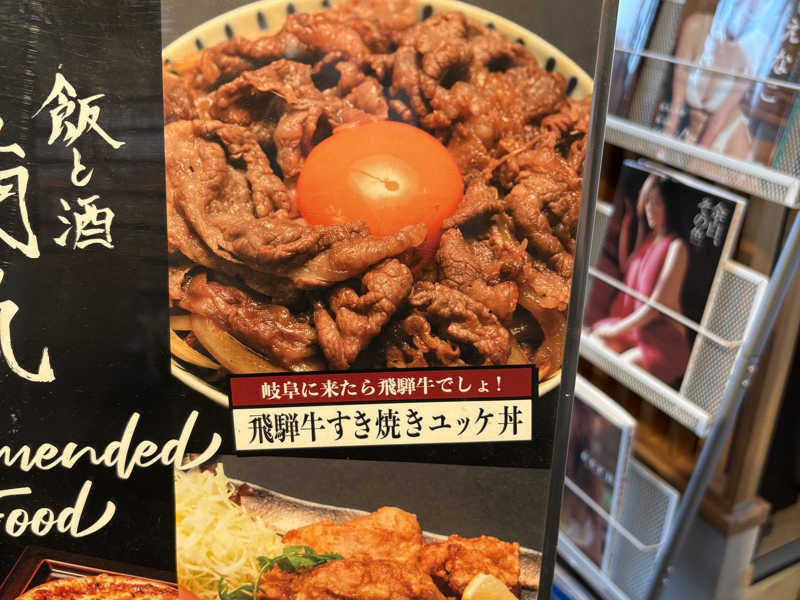 飯と酒
岐阜に来たら飛騨牛でしょ!
飛騨牛すき焼きユッケ丼
mended
Food